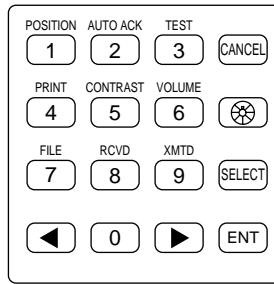 POSITION AUTO ACK TEST
1 2 3 CANCEL
PRINT CONTRAST VOLUME
4 5 6
FILE RCVD XMTD
7 8 9 SELECT
0 ENT